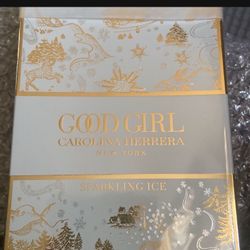 GOOD GIRL
CAROLINA HERRERA
NEW YORK
SPARKLING ICE